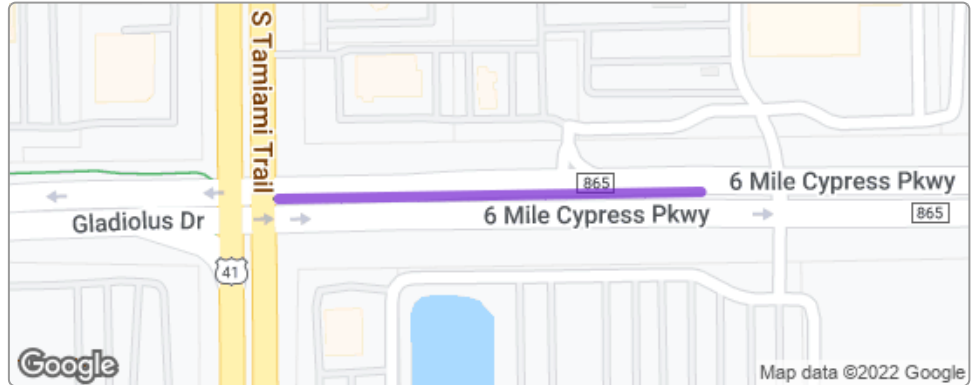 S Tamiami Trail
865
6 Mile Cypress Pkwy
Gladiolus Dr
6 Mile Cypress Pkwy
865
41
Google
Map data ©2022 Google